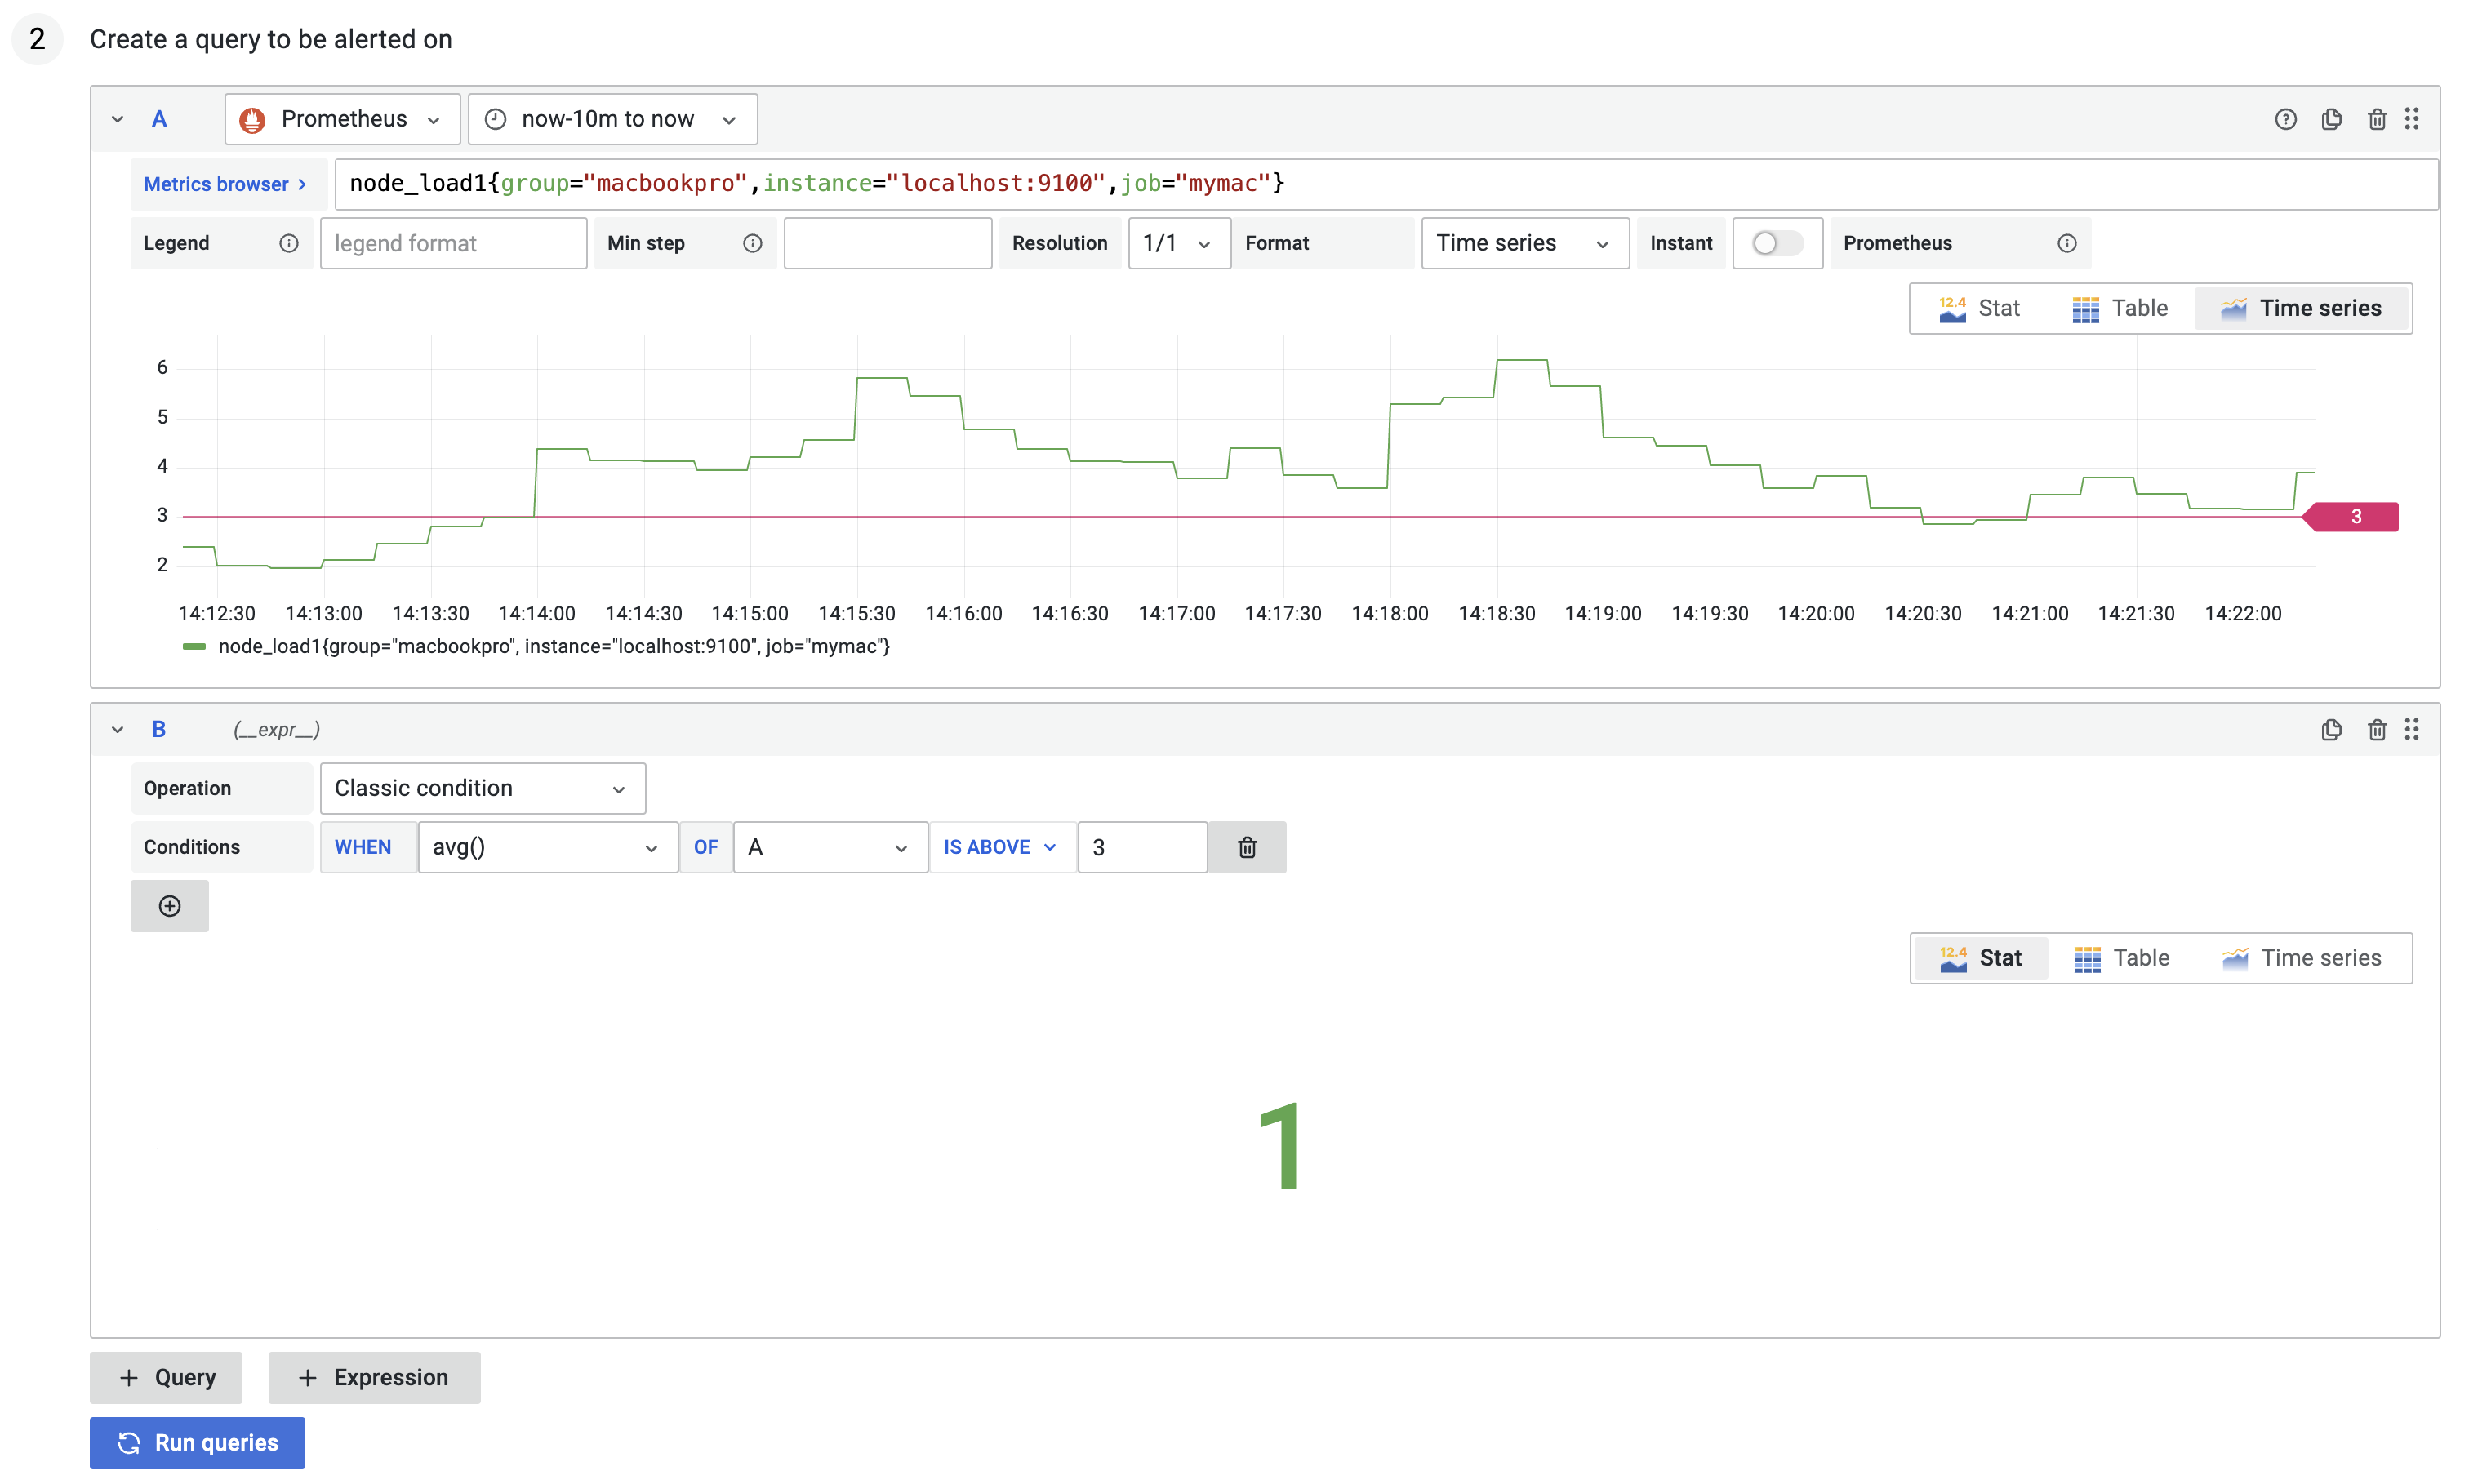 2 Create a query to be alerted on
A Prometheus now-10m to now
Metrics browser > node_load1{group="macbookpro",instance="localhost:9100",job="mymac"}
Legend legend format Min step Resolution 1/1 Format Time series Instant Prometheus
12.4 Stat Table Time series
6
5
4
3
2
3
14:12:30 14:13:00 14:13:30 14:14:00 14:14:30 14:15:00 14:15:30 14:16:00 14:16:30 14:17:00 14:17:30 14:18:00 14:18:30 14:19:00 14:19:30 14:20:00 14:20:30 14:21:00 14:21:30 14:22:00
node_load1{group="macbookpro", instance="localhost:9100", job="mymac"}
B (__expr__)
Operation Classic condition
Conditions WHEN avg() OF A IS ABOVE 3
12.4 Stat Table Time series
1
+ Query + Expression
Run queries